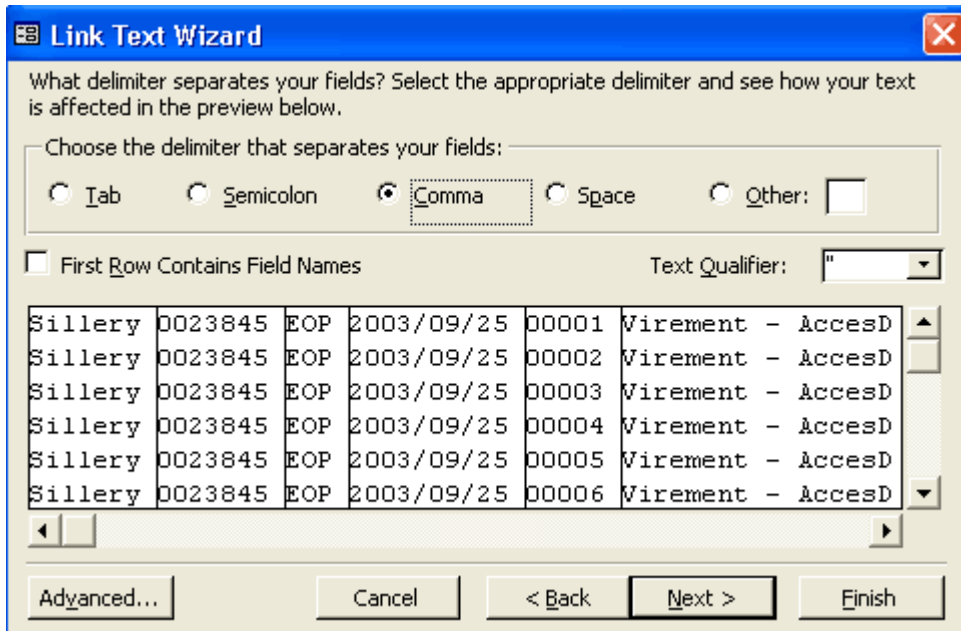 Link Text Wizard
What delimiter separates your fields? Select the appropriate delimiter and see how your text
is affected in the preview below.
Choose the delimiter that separates your fields:
Tab Semicolon Comma Space Other:
First Row Contains Field Names Text Qualifier: "
Sillery 0023845 EOP 2003/09/25 00001 Virement - AccesD
Sillery 0023845 EOP 2003/09/25 00002 Virement - AccesD
Sillery 0023845 EOP 2003/09/25 00003 Virement - AccesD
Sillery 0023845 EOP 2003/09/25 00004 Virement - AccesD
Sillery 0023845 EOP 2003/09/25 00005 Virement - AccesD
Sillery 0023845 EOP 2003/09/25 00006 Virement - AccesD
Advanced... Cancel < Back Next > Finish